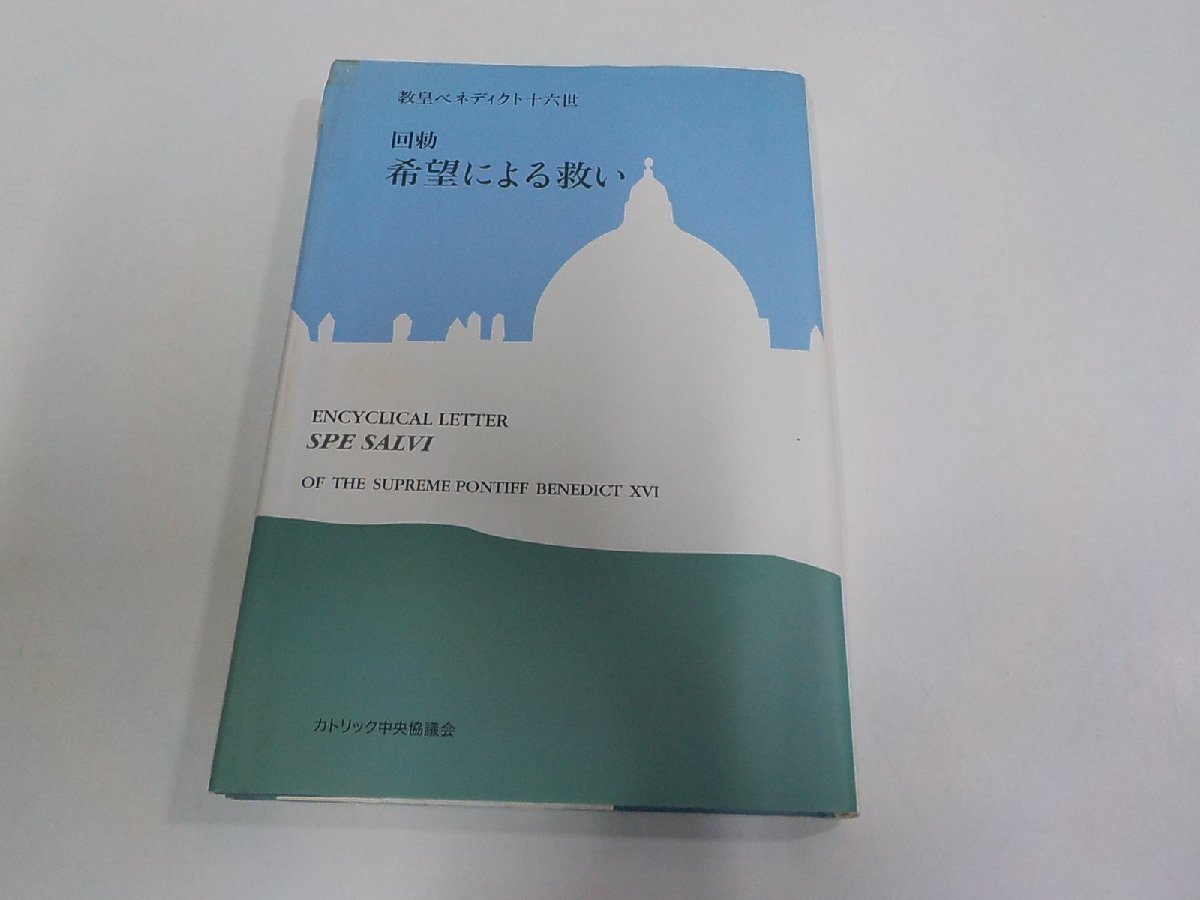 教皇ベネディクト十六世
回勅
希望による救い
ENCYCLICAL LETTER
SPE SALVI
OF THE SUPREME PONTIFF BENEDICT XVI
カトリック中央協議会